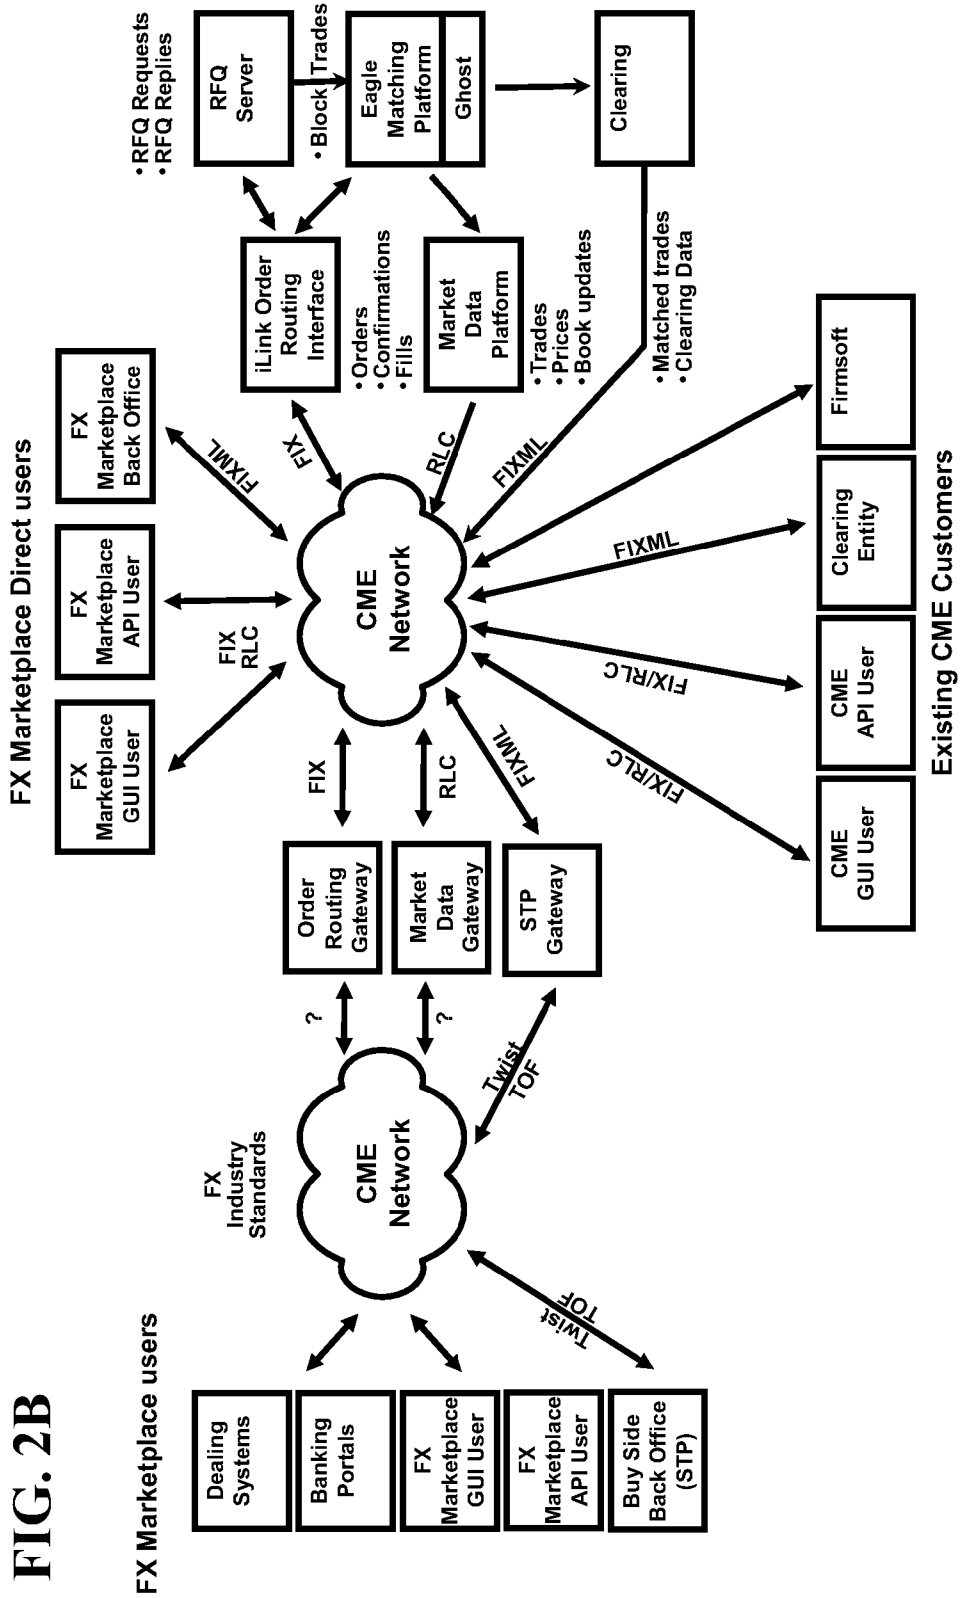 FIG. 2B
FX Marketplace users
Dealing
Systems
Banking
Portals
FX
Marketplace
GUI User
FX
Marketplace
API User
Buy Side
Back Office
(STP)
FX
Industry
Standards
CME
Network
Twist
TOF
?
?
Twist
TOF
Order
Routing
Gateway
Market
Data
Gateway
STP
Gateway
FIX
RLC
FIXML
FX Marketplace Direct users
FX
Marketplace
GUI User
FX
Marketplace
API User
FX
Marketplace
Back Office
FIX
RLC
FIXML
CME
Network
FIX
RLC
FIXML
iLink Order
Routing
Interface
• Orders
• Confirmations
• Fills
Market
Data
Platform
• Trades
• Prices
• Book updates
• RFQ Requests
• RFQ Replies
RFQ
Server
• Block Trades
Eagle
Matching
Platform
Ghost
Clearing
• Matched trades
• Clearing Data
FIX/RLC
FIX/RLC
FIXML
CME
GUI User
CME
API User
Clearing
Entity
Firmsoft
Existing CME Customers